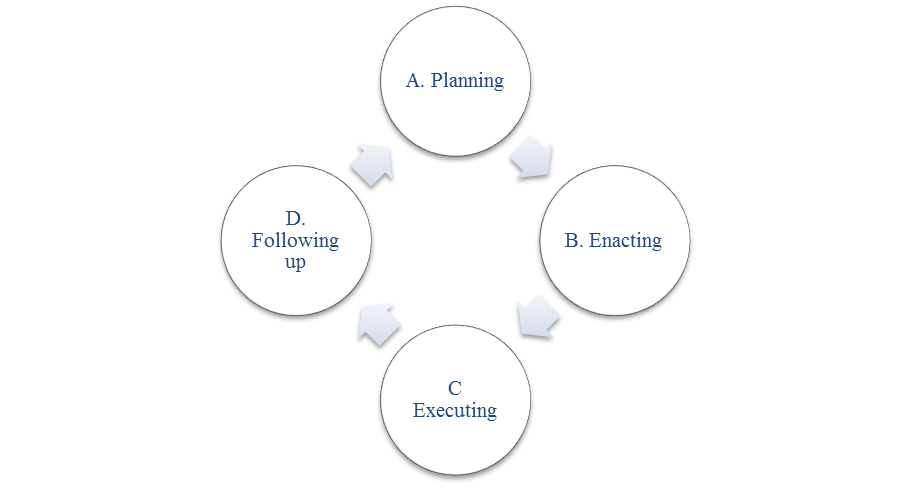 A. Planning
B. Enacting
C
Executing
D.
Following
up